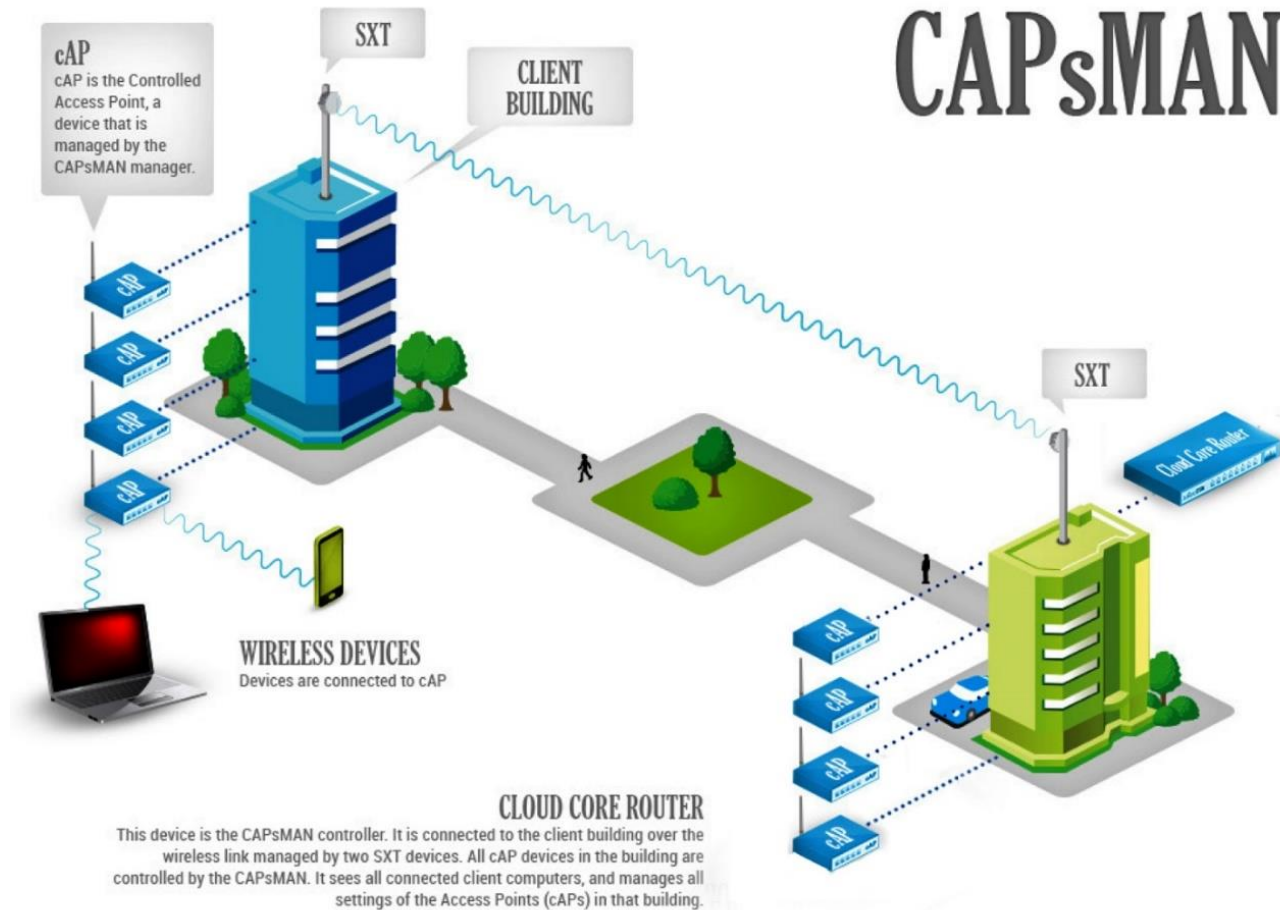 CAPsMAN
SXT
cAP
cAP is the Controlled
Access Point, a
device that is
managed by the
CAPsMAN manager.
CLIENT
BUILDING
cAP
cAP
cAP
cAP
SXT
Cloud Core Router
WIRELESS DEVICES
Devices are connected to cAP
cAP
cAP
cAP
cAP
CLOUD CORE ROUTER
This device is the CAPsMAN controller. It is connected to the client building over the
wireless link managed by two SXT devices. All cAP devices in the building are
controlled by the CAPsMAN. It sees all connected client computers, and manages all
settings of the Access Points (cAPs) in that building.